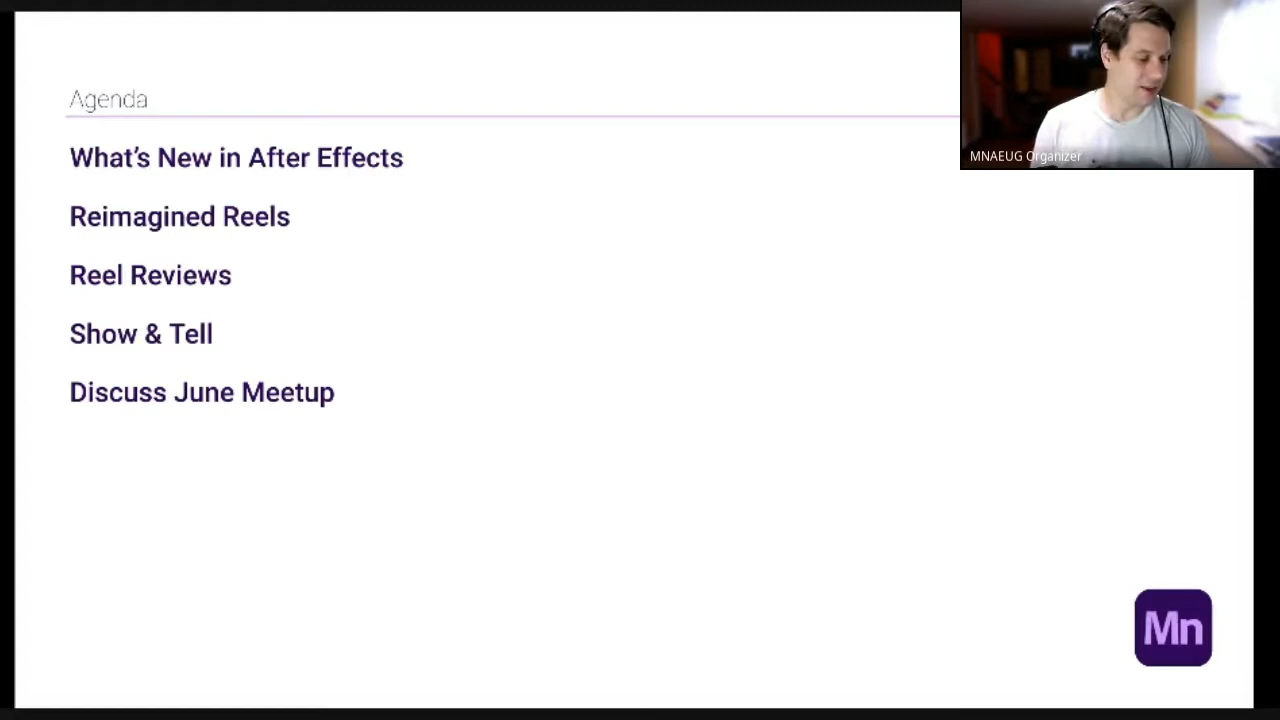 Agenda
What's New in After Effects
Reimagined Reels
Reel Reviews
Show & Tell
Discuss June Meetup
MNAEUG Organizer
Mn